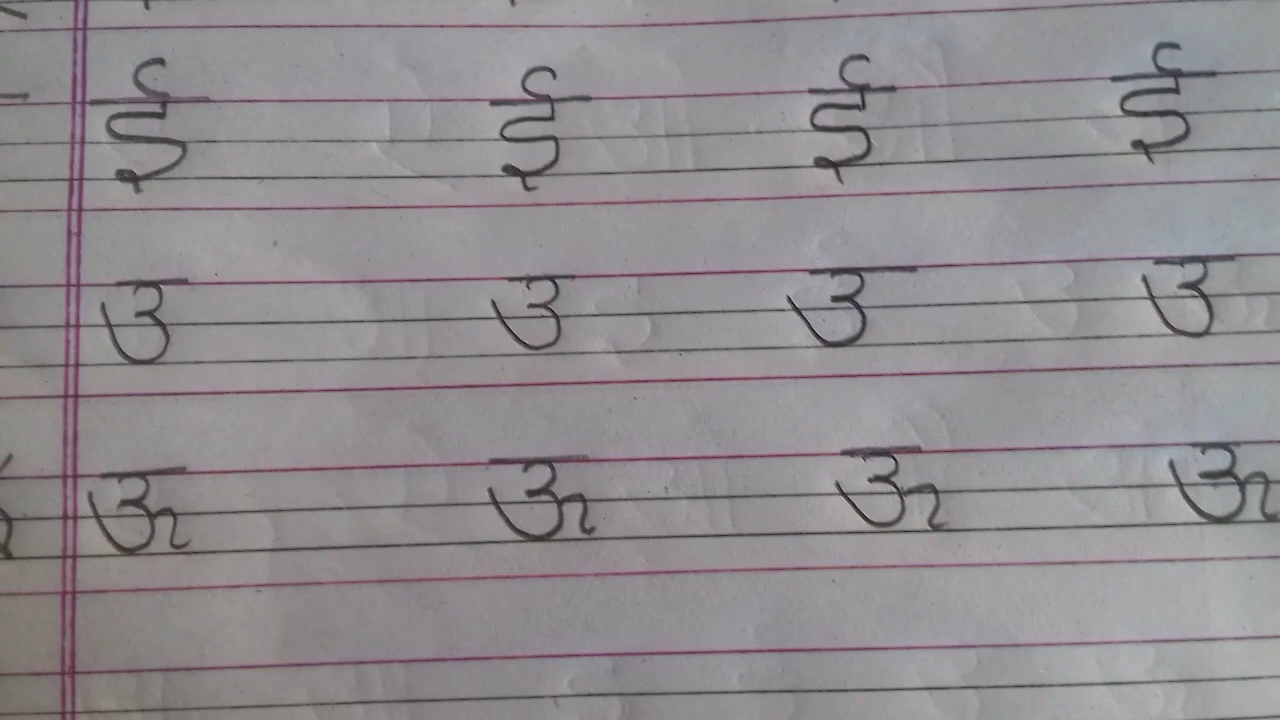 ई ई ई ई
उ उ उ उ
ऊ ऊ ऊ ऊ